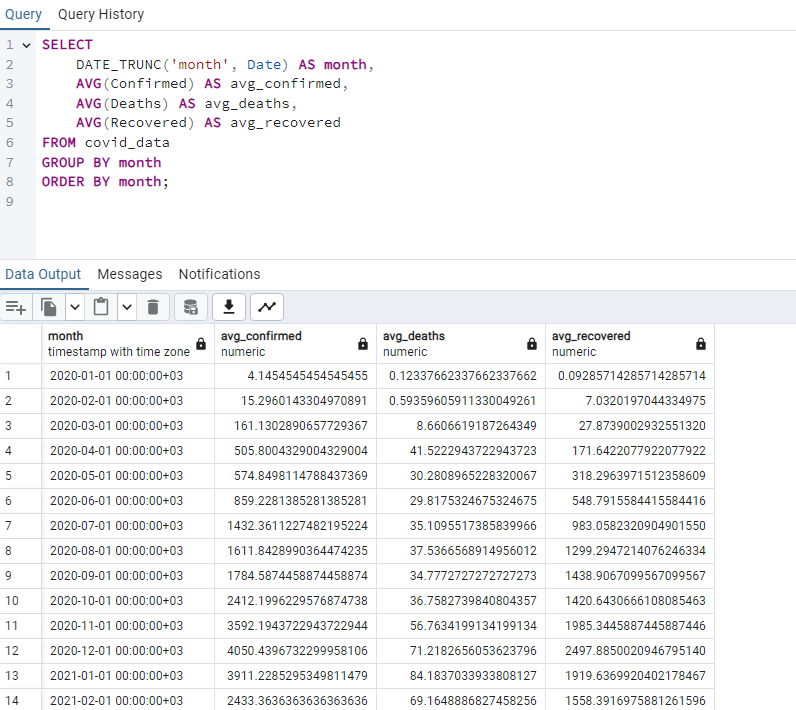 Query Query History
1 SELECT
2 DATE_TRUNC('month', Date) AS month,
3 AVG(Confirmed) AS avg_confirmed,
4 AVG(Deaths) AS avg_deaths,
5 AVG(Recovered) AS avg_recovered
6 FROM covid_data
7 GROUP BY month
8 ORDER BY month;
9
Data Output Messages Notifications
month avg_confirmed avg_deaths avg_recovered
timestamp with time zone numeric numeric numeric
1 2020-01-01 00:00:00+03 4.1454545454545455 0.12337662337662337662 0.09285714285714285714
2 2020-02-01 00:00:00+03 15.2960143304970891 0.59359605911330049261 7.0320197044334975
3 2020-03-01 00:00:00+03 161.1302890657729367 8.6606619187264349 27.8739002932551320
4 2020-04-01 00:00:00+03 505.8004329004329004 41.5222943722943723 171.6422077922077922
5 2020-05-01 00:00:00+03 574.8498114788437369 30.2808965228320067 318.2963971512358609
6 2020-06-01 00:00:00+03 859.2281385281385281 29.8175324675324675 548.7915584415584416
7 2020-07-01 00:00:00+03 1432.3611227482195224 35.1095517385839966 983.0582320904901550
8 2020-08-01 00:00:00+03 1611.8428990364474235 37.5366568914956012 1299.2947214076246334
9 2020-09-01 00:00:00+03 1784.5874458874458874 34.7772727272727273 1438.9067099567099567
10 2020-10-01 00:00:00+03 2412.1996229576874738 36.7582739840804357 1420.6430666108085463
11 2020-11-01 00:00:00+03 3592.1943722943722944 56.7634199134199134 1985.3445887445887446
12 2020-12-01 00:00:00+03 4050.4396732299958106 71.2182656053623796 2497.8850020946795140
13 2021-01-01 00:00:00+03 3911.2285295349811479 84.1837033933808127 1919.6369920402178467
14 2021-02-01 00:00:00+03 2433.3636363636363636 69.1648886827458256 1558.3916975881261596